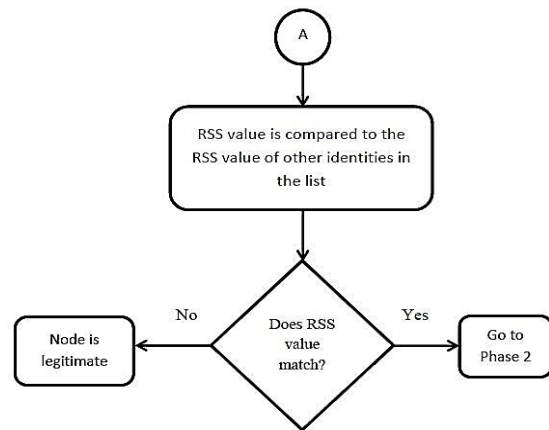 A
RSS value is compared to the
RSS value of other identities in
the list
No
Does RSS
value
match?
Yes
Node is
legitimate
Go to
Phase 2